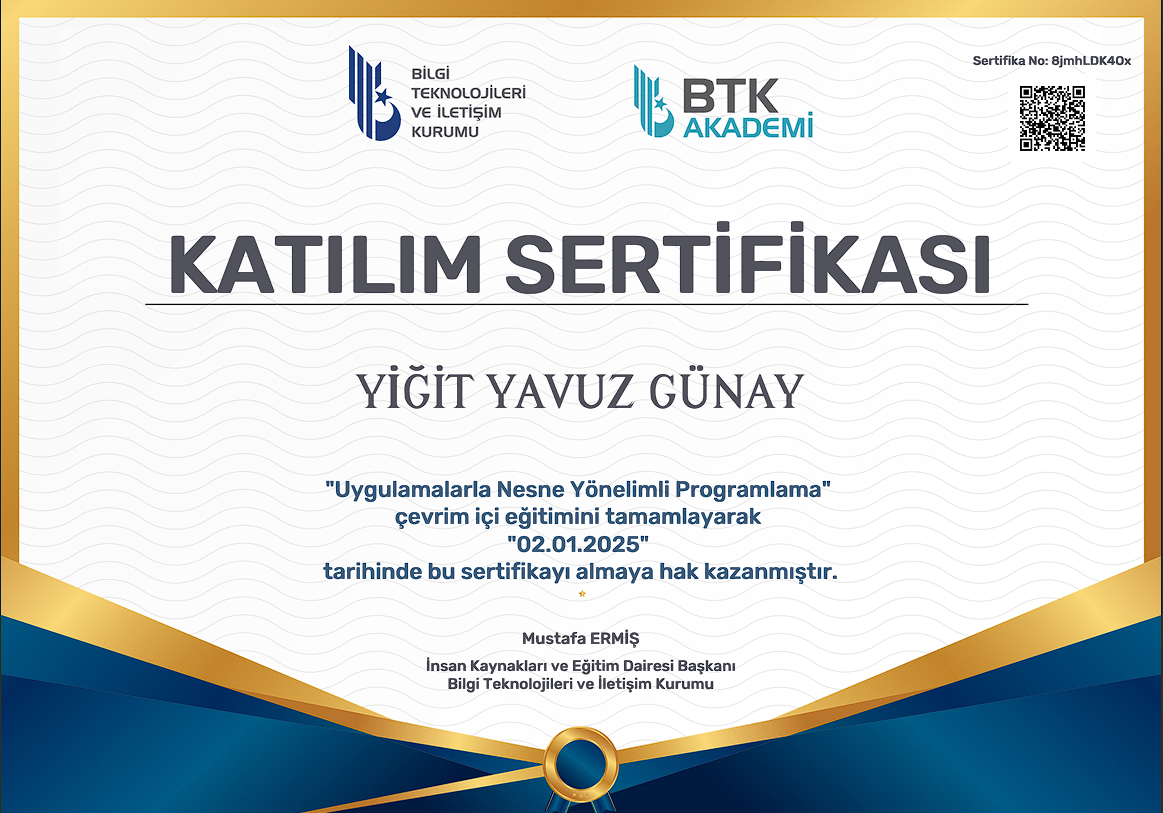 BİLGİ
TEKNOLOJİLERİ
VE İLETİŞİM
KURUMU
BTK
AKADEMİ
Sertifika No: 8jmhLDK40x
KATILIM SERTİFİKASI
YİĞİT YAVUZ GÜNAY
"Uygulamalarla Nesne Yönelimli Programlama"
çevrim içi eğitimini tamamlayarak
"02.01.2025"
tarihinde bu sertifikayı almaya hak kazanmıştır.
Mustafa ERMİŞ
İnsan Kaynakları ve Eğitim Dairesi Başkanı
Bilgi Teknolojileri ve İletişim Kurumu